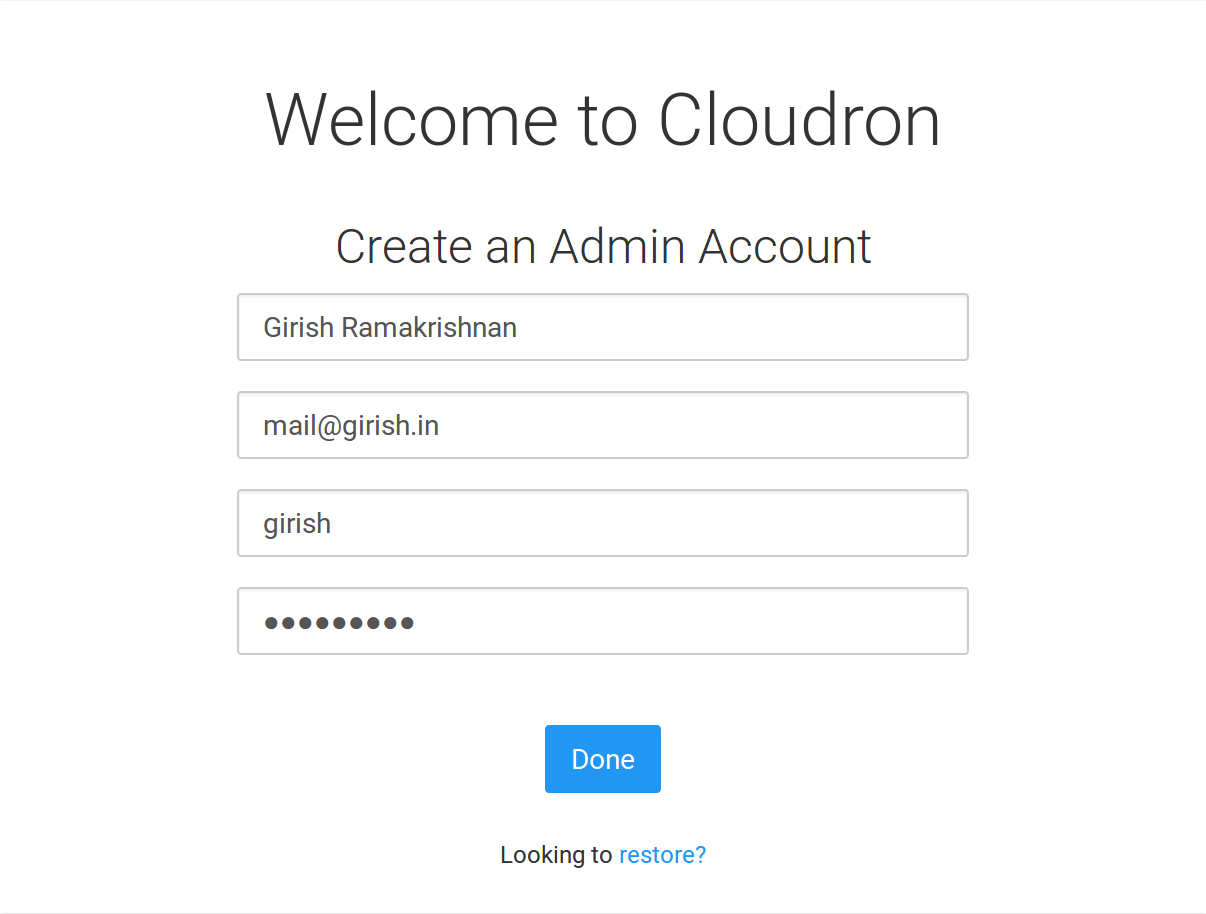 Welcome to Cloudron
Create an Admin Account
Girish Ramakrishnan
mail@girish.in
girish
●●●●●●●●●
Done
Looking to restore?